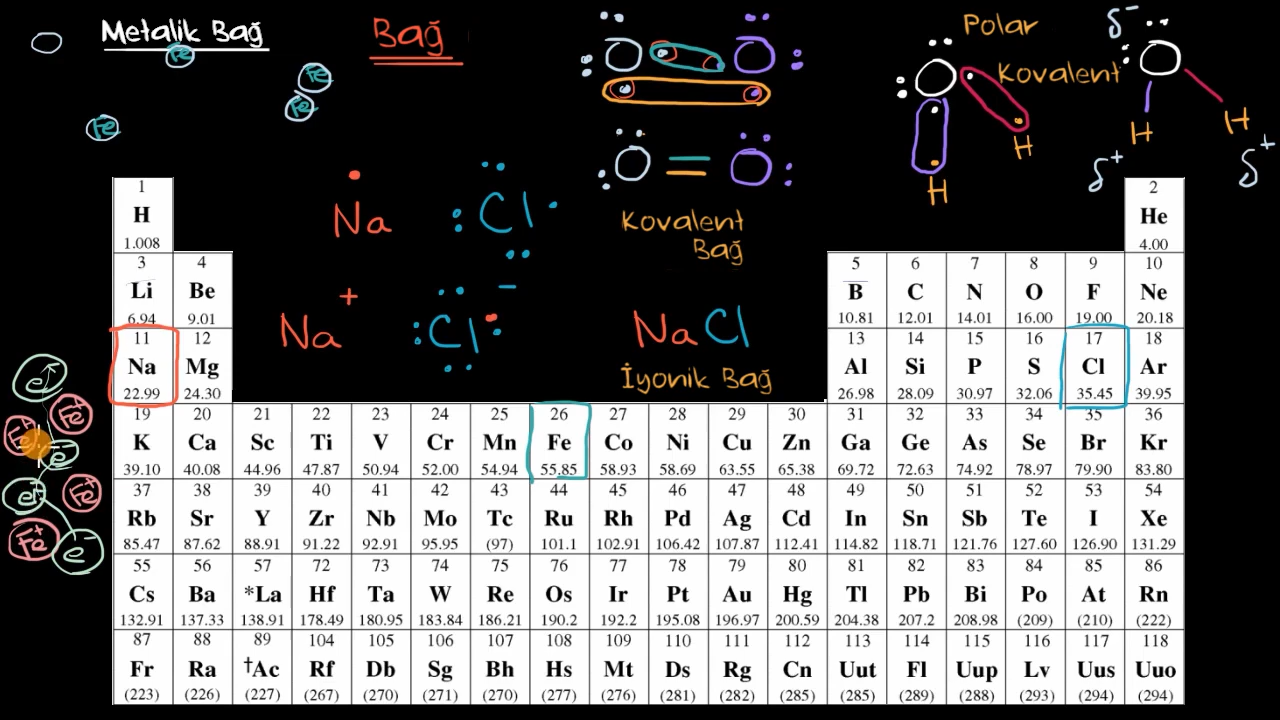 Metalik Bağ
Bağ
Fe
Fe
Fe
Fe
O O
O = O
Kovalent
Bağ
Polar
Kovalent
O
H
H
δ-
O
H
H
δ+
δ+
Na
Cl
Na+
Cl-
Na Cl
İyonik Bağ
e-
Fe+
Fe+
e-
e-
Fe+
Fe+
e-
1 2
H He
1.008 4.00
3 4 5 6 7 8 9 10
Li Be B C N O F Ne
6.94 9.01 10.81 12.01 14.01 16.00 19.00 20.18
11 12 13 14 15 16 17 18
Na Mg Al Si P S Cl Ar
22.99 24.30 26.98 28.09 30.97 32.06 35.45 39.95
19 20 21 22 23 24 25 26 27 28 29 30 31 32 33 34 35 36
K Ca Sc Ti V Cr Mn Fe Co Ni Cu Zn Ga Ge As Se Br Kr
39.10 40.08 44.96 47.87 50.94 52.00 54.94 55.85 58.93 58.69 63.55 65.38 69.72 72.63 74.92 78.97 79.90 83.80
37 38 39 40 41 42 43 44 45 46 47 48 49 50 51 52 53 54
Rb Sr Y Zr Nb Mo Tc Ru Rh Pd Ag Cd In Sn Sb Te I Xe
85.47 87.62 88.91 91.22 92.91 95.95 (97) 101.1 102.91 106.42 107.87 112.41 114.82 118.71 121.76 127.60 126.90 131.29
55 56 57 72 73 74 75 76 77 78 79 80 81 82 83 84 85 86
Cs Ba *La Hf Ta W Re Os Ir Pt Au Hg Tl Pb Bi Po At Rn
132.91 137.33 138.91 178.49 180.95 183.84 186.21 190.2 192.2 195.08 196.97 200.59 204.38 207.2 208.98 (209) (210) (222)
87 88 89 104 105 106 107 108 109 110 111 112 113 114 115 116 117 118
Fr Ra †Ac Rf Db Sg Bh Hs Mt Ds Rg Cn Uut Fl Uup Lv Uus Uuo
(223) (226) (227) (267) (270) (271) (270) (277) (276) (281) (282) (285) (285) (289) (288) (293) (294) (294)